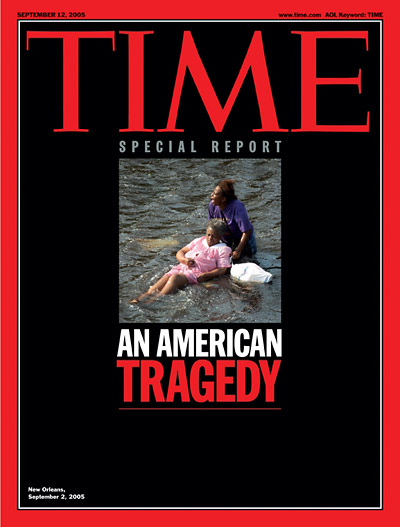 SEPTEMBER 12, 2005 www.time.com AOL Keyword: TIME
TIME
SPECIAL REPORT
AN AMERICAN
TRAGEDY
New Orleans,
September 2, 2005